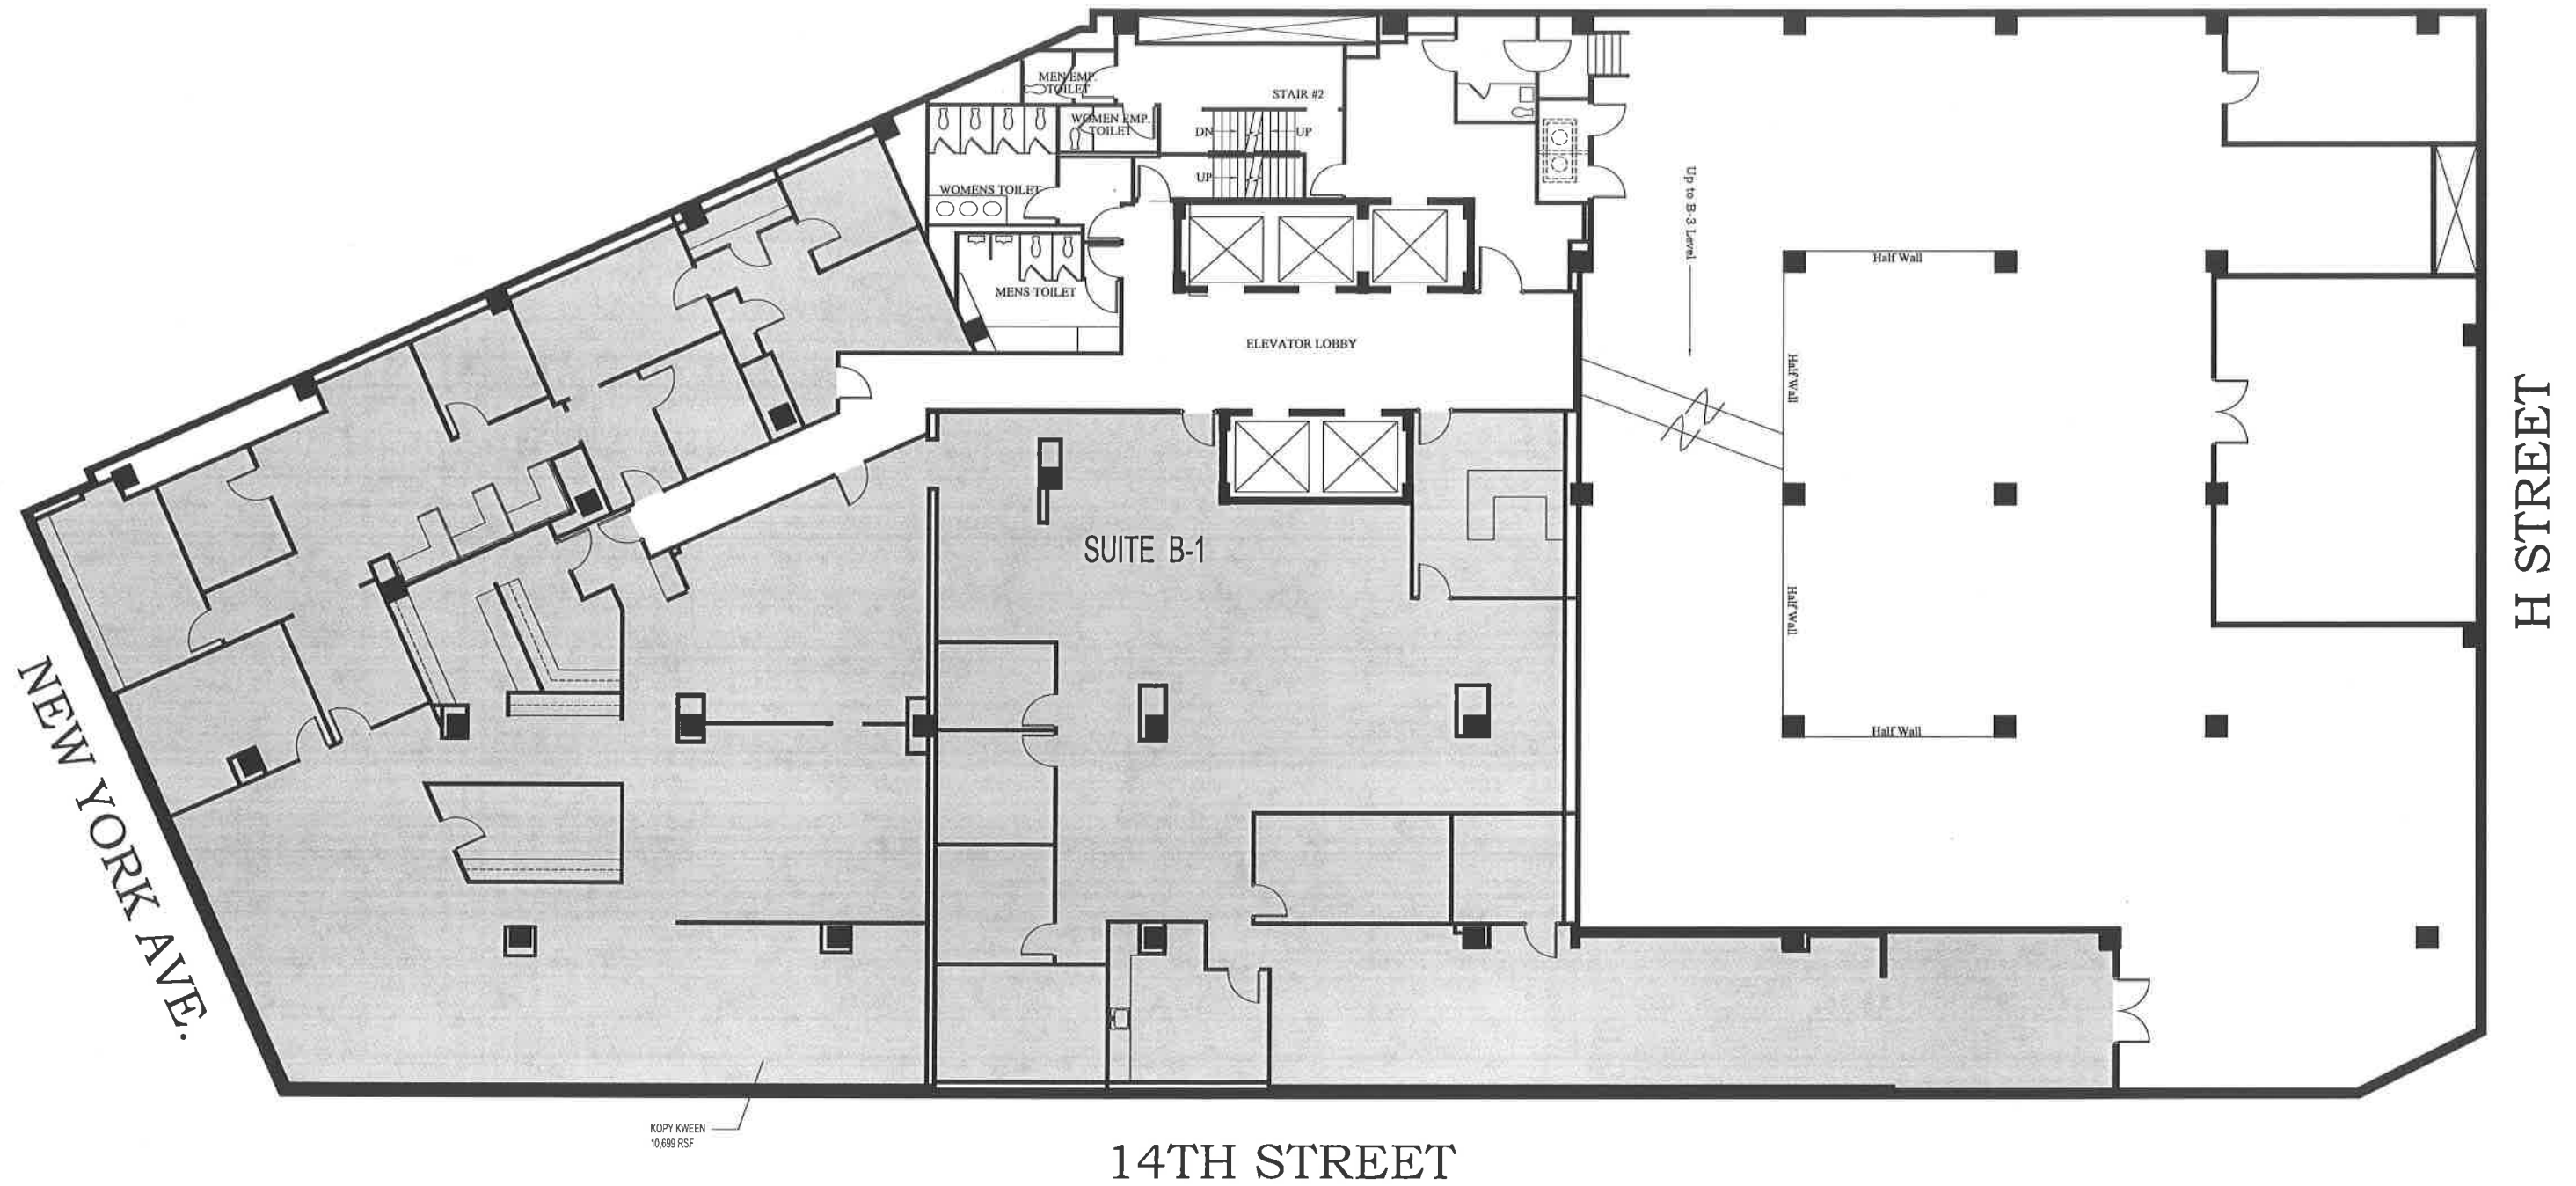 MEN EMP.
TOILET
WOMEN EMP.
TOILET
STAIR #2
DN
UP
UP
WOMENS TOILET
MENS TOILET
ELEVATOR LOBBY
Up to B-3 Level
Half Wall
Half Wall
Half Wall
Half Wall
SUITE B-1
H STREET
NEW YORK AVE.
KOPY KWEEN
10,699 RSF
14TH STREET